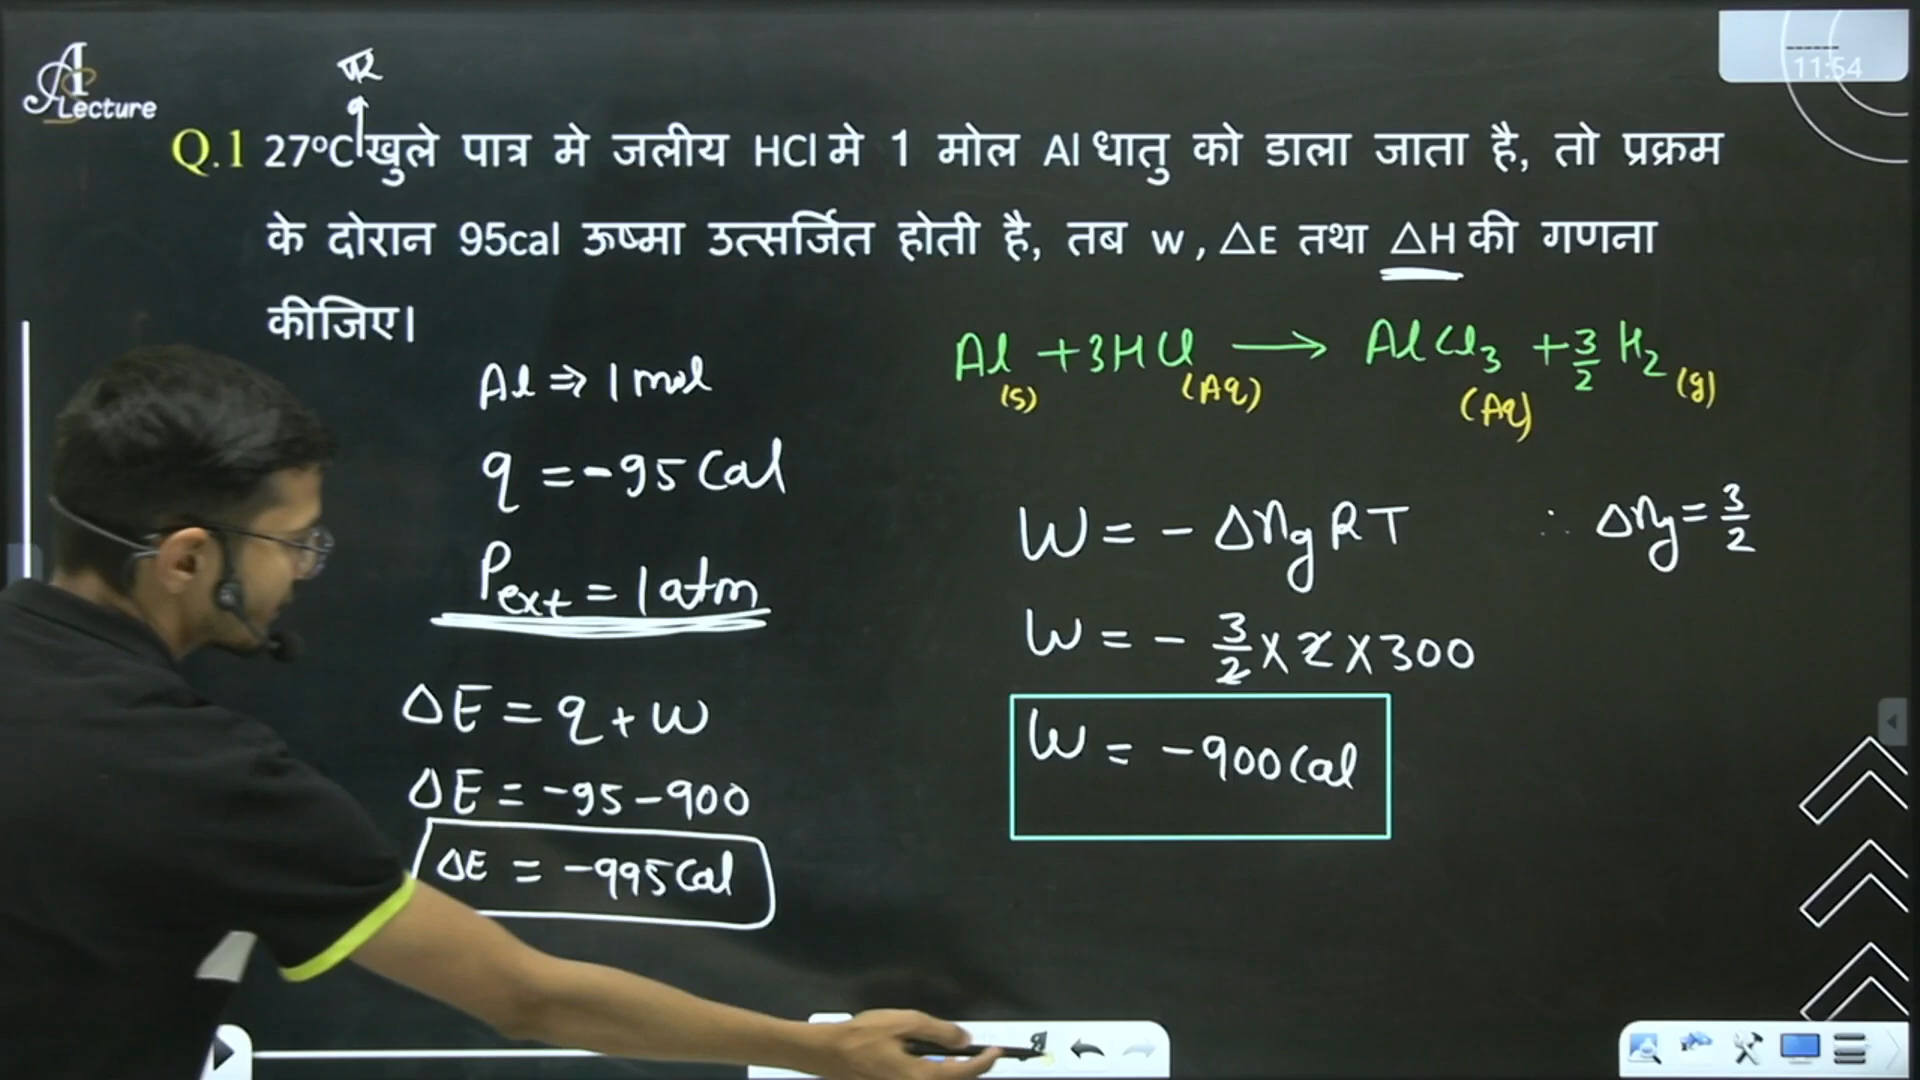 A
S
Lecture
11:54
पर
Q.1 27°C खुले पात्र मे जलीय HCl मे 1 मोल Al धातु को डाला जाता है, तो प्रक्रम
के दोरान 95cal ऊष्मा उत्सर्जित होती है, तब w , △E तथा △H की गणना
कीजिए।
Al ⇒ 1 mol
q = -95 Cal
Pext = 1 atm
ΔE = q + W
ΔE = -95 - 900
ΔE = -995 Cal
Al (s) + 3HCl (Aq) ⟶ AlCl3 (Aq) + 3/2 H2 (g)
W = - Δng RT ∴ Δng = 3/2
W = - 3/2 × 2 × 300
W = -900 Cal